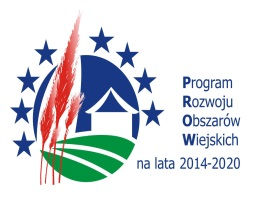 Program
Rozwoju
Obszarów
Wiejskich
na lata 2014-2020